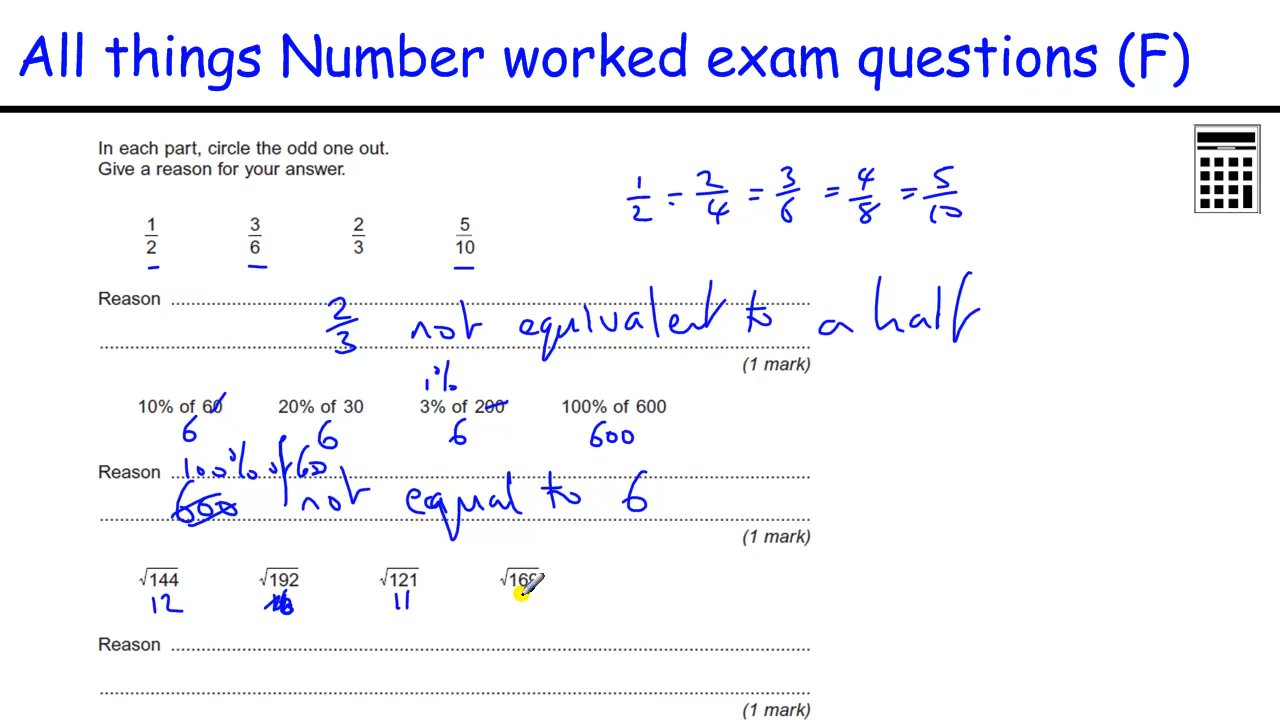 All things Number worked exam questions (F)
In each part, circle the odd one out.
Give a reason for your answer.
1/2 = 2/4 = 3/6 = 4/8 = 5/10
1/2 3/6 2/3 5/10
Reason
2/3 not equivalent to a half
(1 mark)
1%
10% of 60 20% of 30 3% of 200 100% of 600
6 6 6 600
Reason 100% of 60
600 not equal to 6
(1 mark)
√144 √192 √121
12 11
Reason
(1 mark)